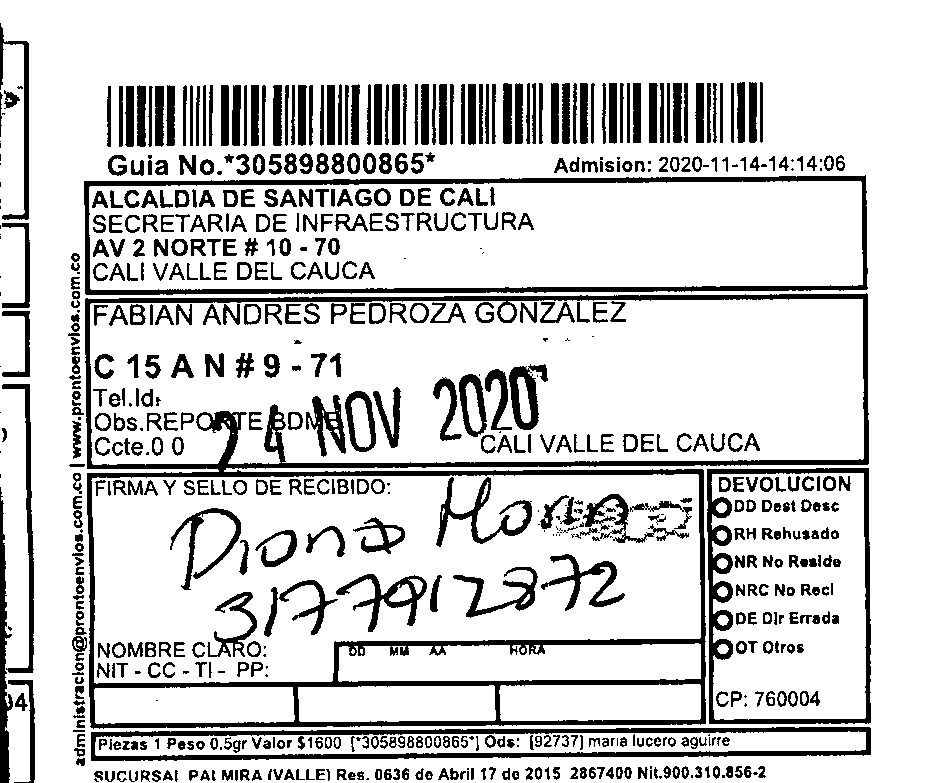 Guia No.*305898800865*
Admision: 2020-11-14-14:14:06
ALCALDIA DE SANTIAGO DE CALI
SECRETARIA DE INFRAESTRUCTURA
AV 2 NORTE # 10 - 70
CALI VALLE DEL CAUCA
FABIAN ANDRES PEDROZA GONZALEZ
C 15 A N # 9 - 71
Tel.Id:
Obs.REPORTE BDME
Ccte.0 0
24 NOV 2020
CALI VALLE DEL CAUCA
administracion@prontoenvios.com.co | www.prontoenvios.com.co
FIRMA Y SELLO DE RECIBIDO:
Diana
3177912872
NOMBRE CLARO:
NIT - CC - TI - PP:
DD MM AA HORA
DEVOLUCION
DD Dest Desc
RH Rehusado
NR No Reside
NRC No Recl
DE Dir Errada
OT Otros
CP: 760004
Piezas 1 Peso 0.5gr Valor $1600 [*305898800865*] Ods: [92737] maria lucero aguirre
SUCURSAL PALMIRA (VALLE) Res. 0636 de Abril 17 de 2015 2867400 Nit.900.310.856-2